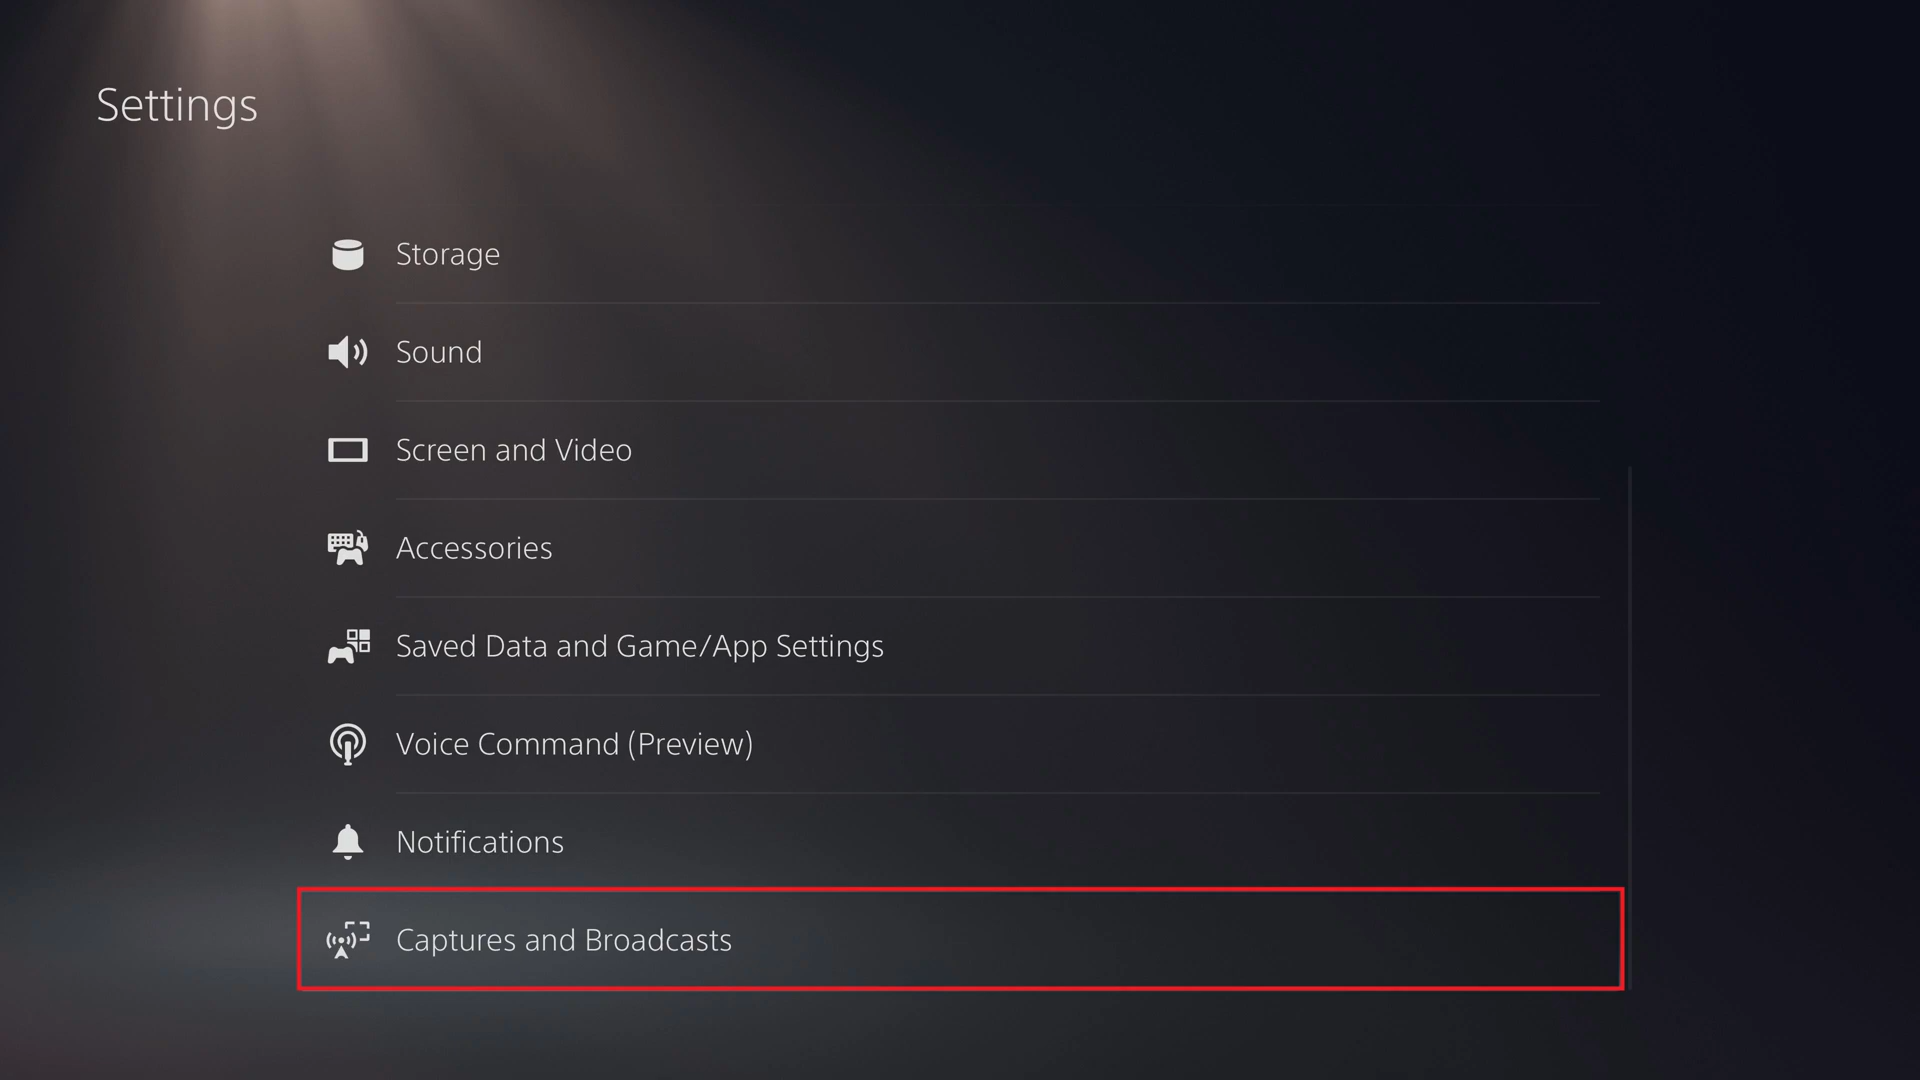 Settings
Storage
Sound
Screen and Video
Accessories
Saved Data and Game/App Settings
Voice Command (Preview)
Notifications
Captures and Broadcasts